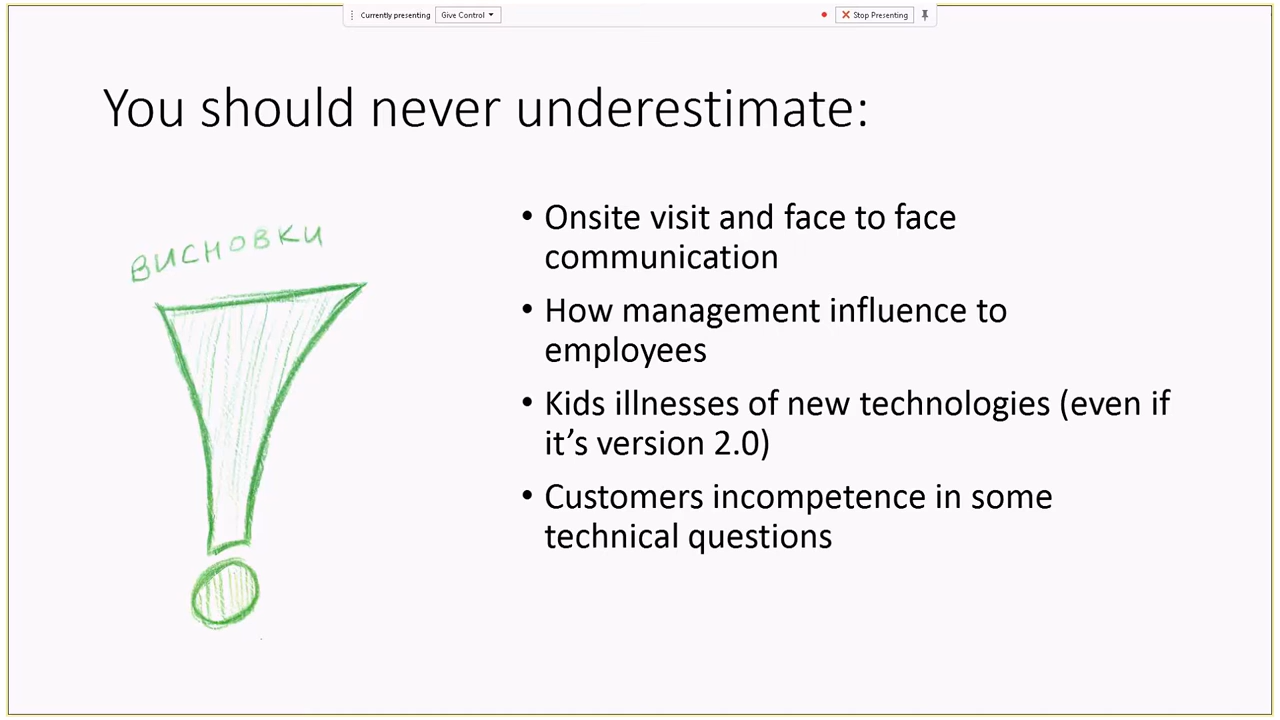 Currently presenting
Give Control
Stop Presenting
You should never underestimate:
ВИСНОВКИ
• Onsite visit and face to face
communication
• How management influence to
employees
• Kids illnesses of new technologies (even if
it’s version 2.0)
• Customers incompetence in some
technical questions